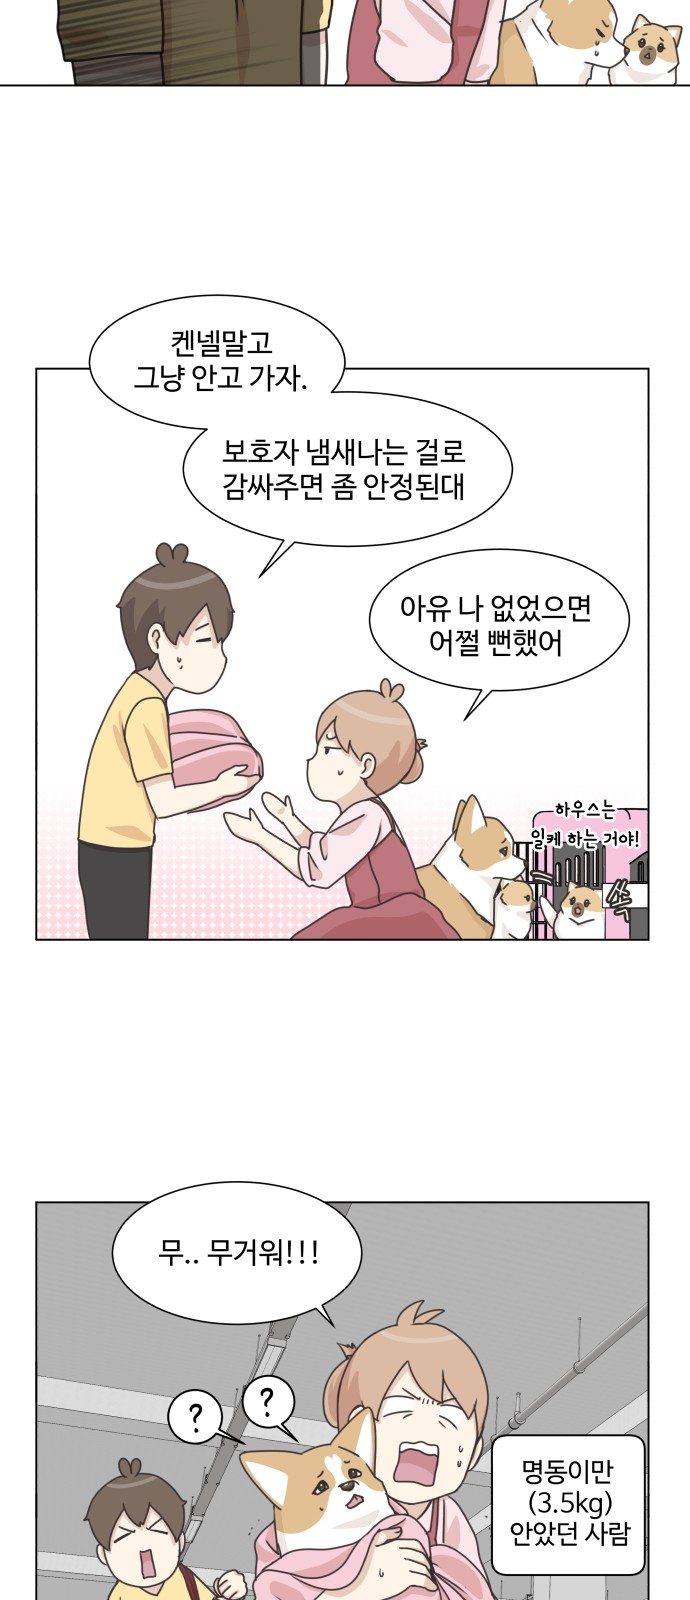 켄넬말고
그냥 안고 가자.
보호자 냄새나는 걸로
감싸주면 좀 안정된대
아유 나 없었으면
어쩔 뻔했어
하우스는
일케 하는 거야!
쏙
무.. 무거워!!!
?
?
명동이만
(3.5kg)
안았던 사람